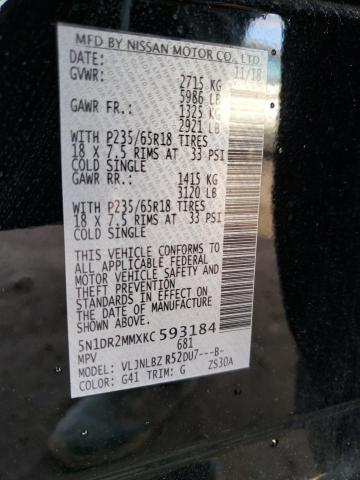 MFD BY NISSAN MOTOR CO., LTD.
DATE: 11/18
GVWR: 2715 KG
5986 LB
GAWR FR.: 1325 KG
2921 LB
WITH P235/65R18 TIRES
18 X 7.5 RIMS AT 33 PSI
COLD SINGLE
GAWR RR.: 1415 KG
3120 LB
WITH P235/65R18 TIRES
18 X 7.5 RIMS AT 33 PSI
COLD SINGLE
THIS VEHICLE CONFORMS TO
ALL APPLICABLE FEDERAL
MOTOR VEHICLE SAFETY AND
THEFT PREVENTION
STANDARDS IN EFFECT ON
THE DATE OF MANUFACTURE
SHOWN ABOVE.
5N1DR2MMXKC593184
MPV 681
MODEL: VLJNLBZ R52DU7---B-
COLOR: G41 TRIM: G ZS30A